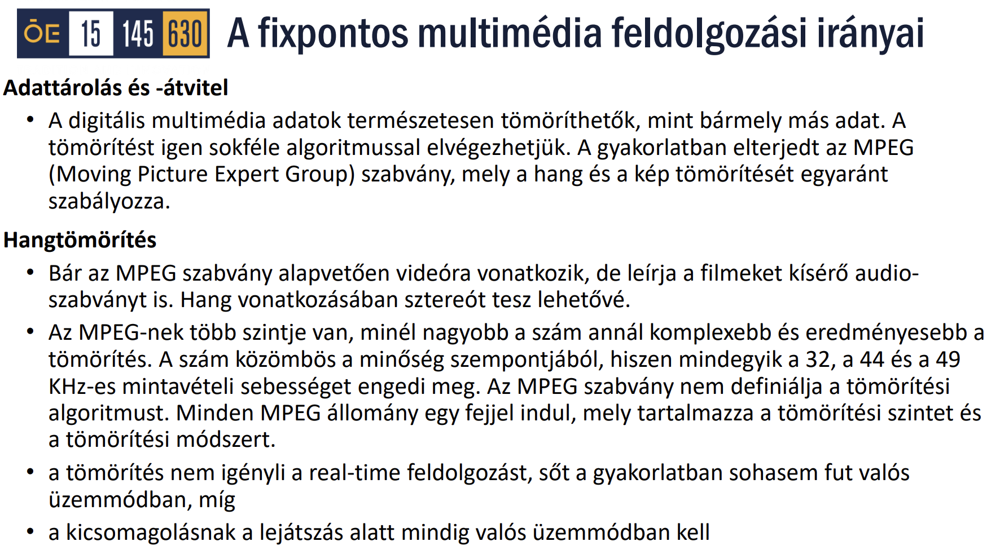 ŌE 15 145 630 A fixpontos multimédia feldolgozási irányai
Adattárolás és -átvitel
• A digitális multimédia adatok természetesen tömöríthetők, mint bármely más adat. A
tömörítést igen sokféle algoritmussal elvégezhetjük. A gyakorlatban elterjedt az MPEG
(Moving Picture Expert Group) szabvány, mely a hang és a kép tömörítését egyaránt
szabályozza.
Hangtömörítés
• Bár az MPEG szabvány alapvetően videóra vonatkozik, de leírja a filmeket kísérő audio-
szabványt is. Hang vonatkozásában sztereót tesz lehetővé.
• Az MPEG-nek több szintje van, minél nagyobb a szám annál komplexebb és eredményesebb a
tömörítés. A szám közömbös a minőség szempontjából, hiszen mindegyik a 32, a 44 és a 49
KHz-es mintavételi sebességet engedi meg. Az MPEG szabvány nem definiálja a tömörítési
algoritmust. Minden MPEG állomány egy fejjel indul, mely tartalmazza a tömörítési szintet és
a tömörítési módszert.
• a tömörítés nem igényli a real-time feldolgozást, sőt a gyakorlatban sohasem fut valós
üzemmódban, míg
• a kicsomagolásnak a lejátszás alatt mindig valós üzemmódban kell